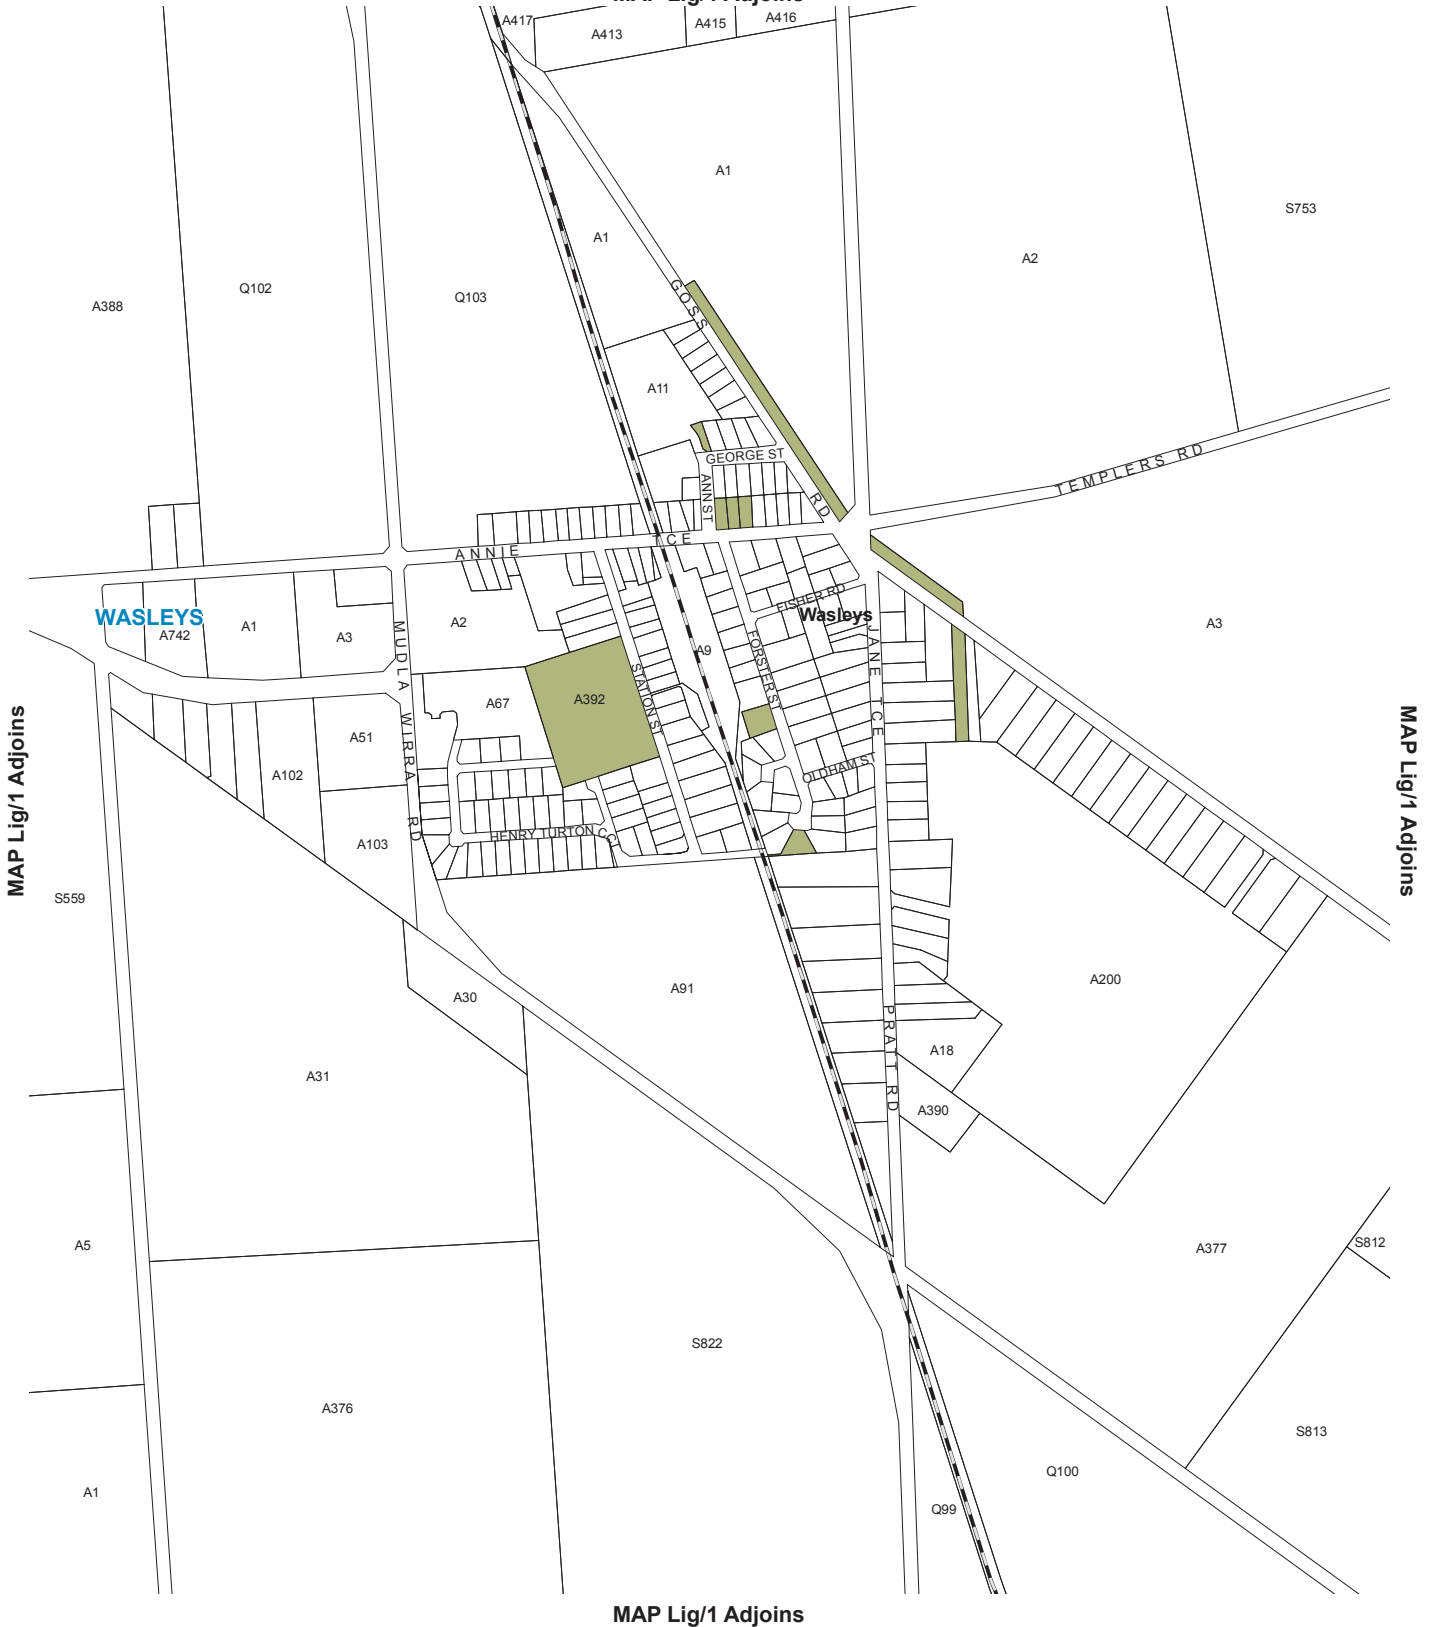 MAP Lig/1 Adjoins
A417
A413
A415
A416
A1
S753
A1
A2
Q102
Q103
A388
GOSS RD
A11
GEORGE ST
ANN ST
TEMPLERS RD
ANNIE TCE
WASLEYS
A742
A1
A3
MUDLA WIRRA RD
A2
FISHER RD
Wasleys
A3
A9
FORSTER ST
JANE TCE
STATION ST
A67
A392
A51
A102
OLDHAM ST
MAP Lig/1 Adjoins
MAP Lig/1 Adjoins
HENRY TURTON C
A103
S559
A30
A91
A200
PRATT RD
A18
A31
A390
A5
A377
S812
S822
A376
S813
Q100
A1
Q99
MAP Lig/1 Adjoins